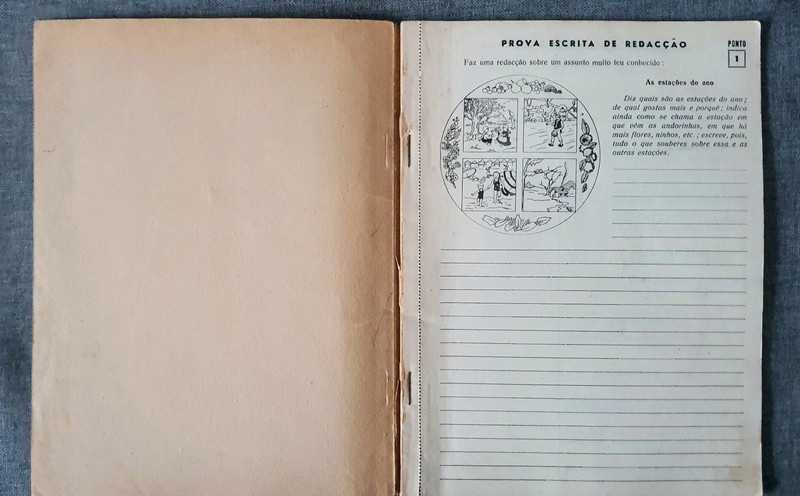 PROVA ESCRITA DE REDACÇÃO
PONTO
1
Faz uma redacção sobre um assunto muito teu conhecido:
As estações do ano
Diz quais são as estações do ano;
de qual gostas mais e porquê; indica
ainda como se chama a estação em
que vêm as andorinhas, em que há
mais flores, ninhos, etc.; escreve, pois,
tudo o que souberes sobre essa e as
outras estações.